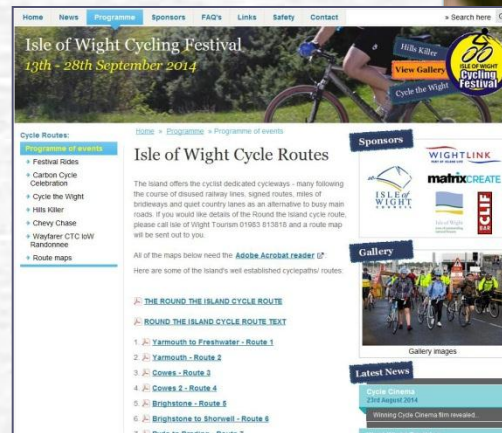 Home News Programme Sponsors FAQ's Links Safety Contact » Search here
Isle of Wight Cycling Festival
13th - 28th September 2014
Hills Killer
View Gallery
Cycle the Wight
ISLE OF WIGHT
Cycling
Festival
Cycle Routes:
Programme of events
Festival Rides
Carbon Cycle
Celebration
Cycle the Wight
Hills Killer
Chevy Chase
Wayfarer CTC IoW
Randonnee
Route maps
Home » Programme » Programme of events
Isle of Wight Cycle Routes
The island offers the cyclist dedicated cycleways - many following
the course of disused railway lines, signed routes, miles of
bridleways and quiet country lanes as an alternative to busy main
roads. If you would like details of the Round the Island cycle route,
please call Isle of Wight Tourism 01983 813818 and a route map
will be sent out to you.
All of the maps below need the Adobe Acrobat reader
Here are some of the Island's well established cyclepaths/ routes:
THE ROUND THE ISLAND CYCLE ROUTE
ROUND THE ISLAND CYCLE ROUTE TEXT
1. Yarmouth to Freshwater - Route 1
2. Yarmouth - Route 2
3. Cowes - Route 3
4. Cowes 2 - Route 4
5. Brighstone - Route 5
6. Brighstone to Shorwell - Route 6
Sponsors
WIGHTLINK
ISLE of
WIGHT
COUNCIL
matrixCREATE
CLIF
BAR
Gallery
Gallery images
Latest News
Cycle Cinema
23rd August 2014
Winning Cycle Cinema film revealed...